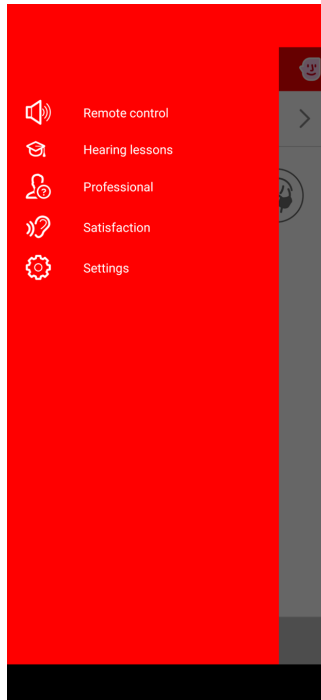 Remote control
Hearing lessons
Professional
Satisfaction
Settings